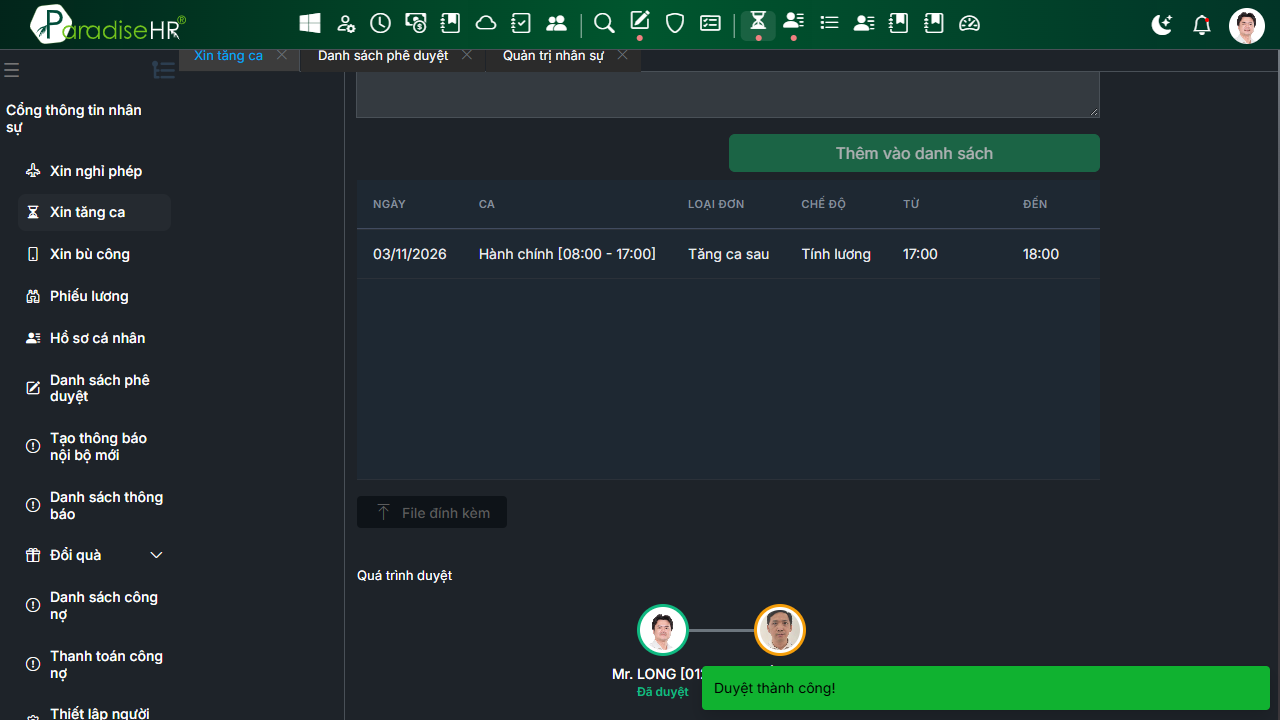 ParadiseHR®
Xin tăng ca
Danh sách phê duyệt
Quản trị nhân sự
Cổng thông tin nhân
sự
Xin nghỉ phép
Xin tăng ca
Xin bù công
Phiếu lương
Hồ sơ cá nhân
Danh sách phê
duyệt
Tạo thông báo
nội bộ mới
Danh sách thông
báo
Đổi quà
Danh sách công
nợ
Thanh toán công
nợ
Thiết lập người
Thêm vào danh sách
NGÀY CA LOẠI ĐƠN CHẾ ĐỘ TỪ ĐẾN
03/11/2026 Hành chính [08:00 - 17:00] Tăng ca sau Tính lương 17:00 18:00
File đính kèm
Quá trình duyệt
Mr. LONG [012
Đã duyệt
Duyệt thành công!